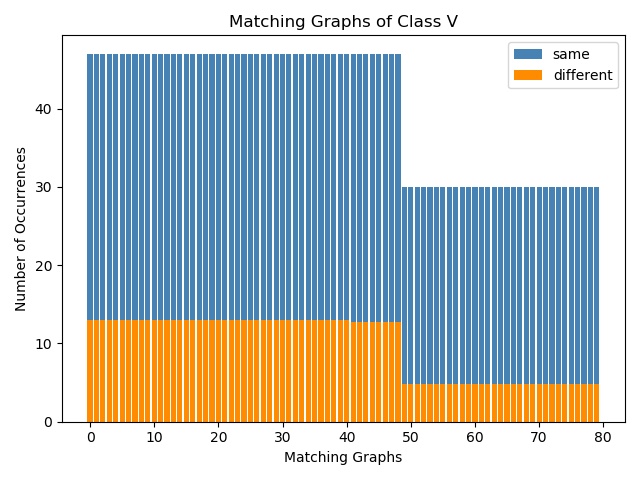 Matching Graphs of Class V
same
different
Number of Occurrences
40
30
20
10
0
0 10 20 30 40 50 60 70 80
Matching Graphs